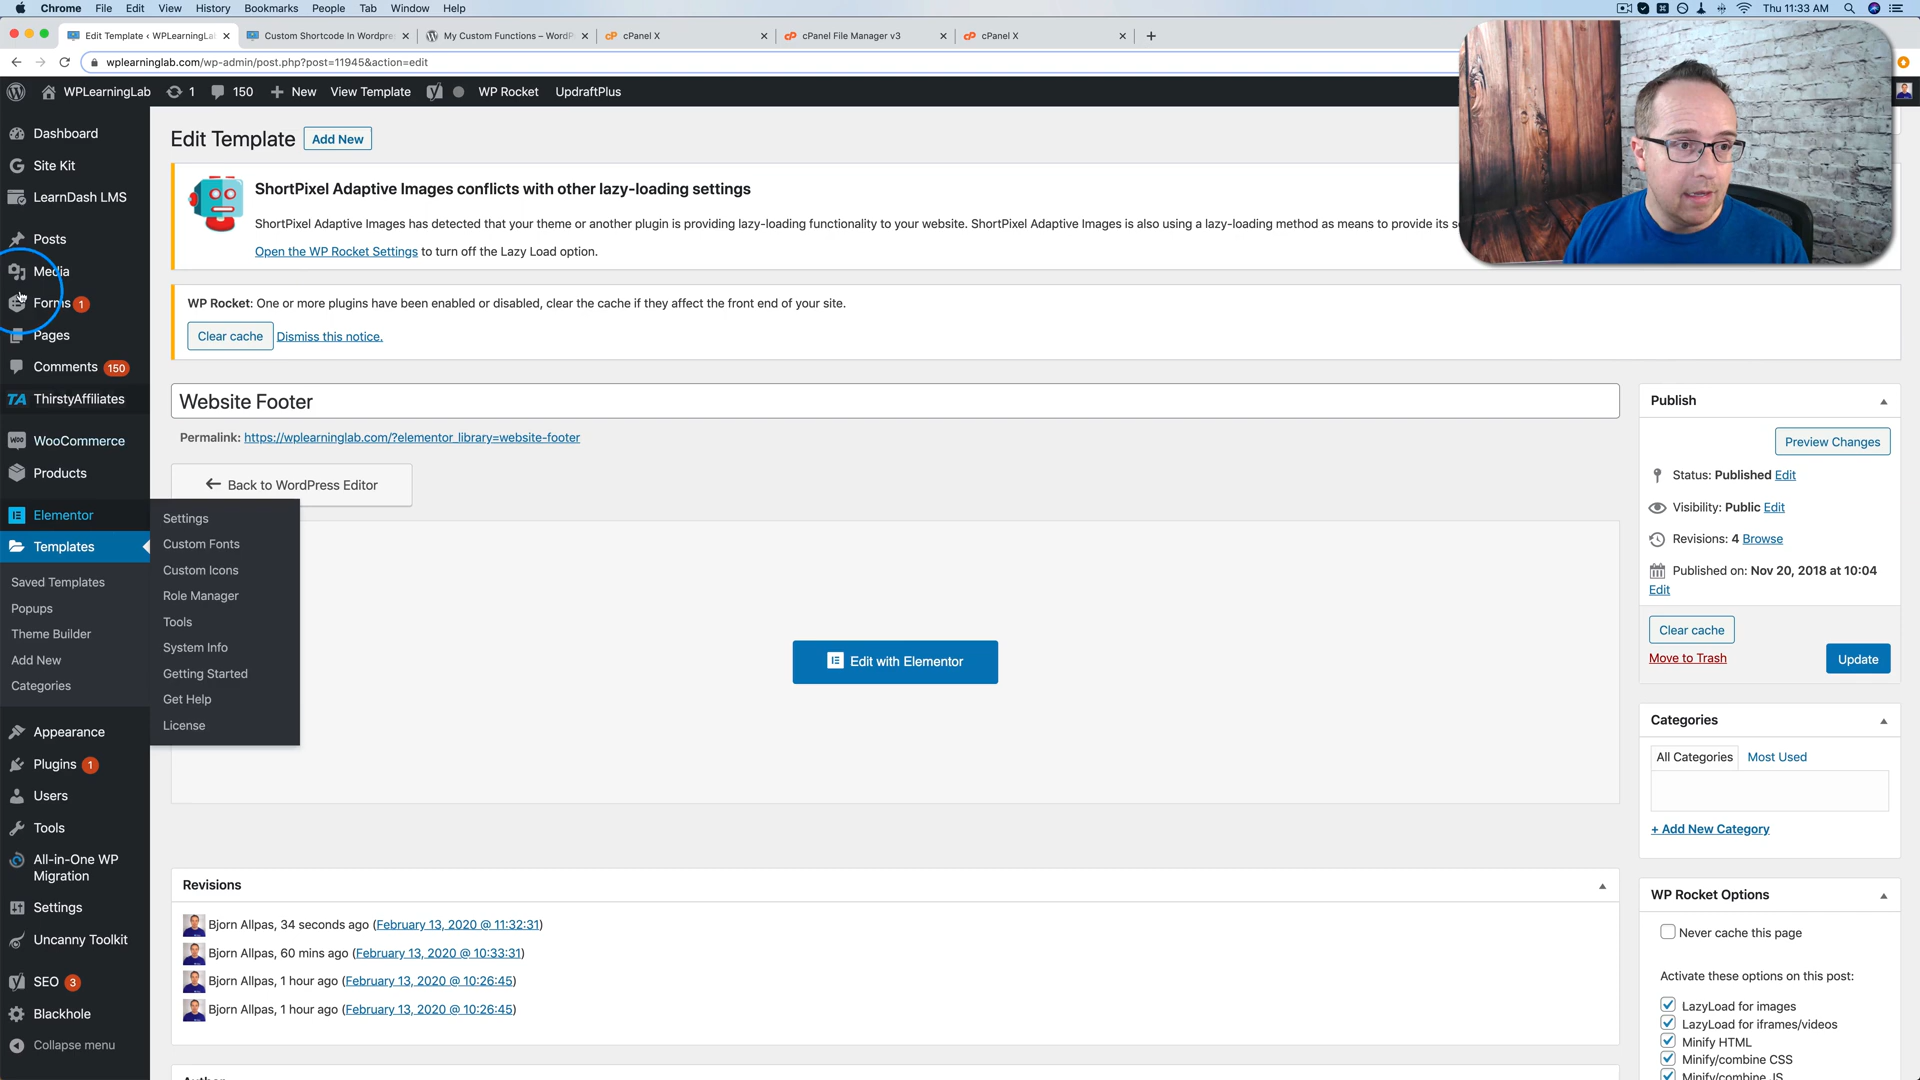 Chrome File Edit View History Bookmarks People Tab Window Help
Thu 11:33 AM
Edit Template ‹ WPLearningLa
Custom Shortcode In Wordpre
My Custom Functions – WordP
cPanel X
cPanel File Manager v3
cPanel X
wplearninglab.com/wp-admin/post.php?post=11945&action=edit
WPLearningLab 1 150 New View Template WP Rocket UpdraftPlus
Dashboard
Site Kit
LearnDash LMS
Posts
Media
Forms 1
Pages
Comments 150
TA ThirstyAffiliates
WooCommerce
Products
Elementor
Templates
Saved Templates
Popups
Theme Builder
Add New
Categories
Appearance
Plugins 1
Users
Tools
All-in-One WP
Migration
Settings
Uncanny Toolkit
SEO 3
Blackhole
Collapse menu
Settings
Custom Fonts
Custom Icons
Role Manager
Tools
System Info
Getting Started
Get Help
License
Edit Template Add New
ShortPixel Adaptive Images conflicts with other lazy-loading settings
ShortPixel Adaptive Images has detected that your theme or another plugin is providing lazy-loading functionality to your website. ShortPixel Adaptive Images is also using a lazy-loading method as means to provide its s
Open the WP Rocket Settings to turn off the Lazy Load option.
WP Rocket: One or more plugins have been enabled or disabled, clear the cache if they affect the front end of your site.
Clear cache Dismiss this notice.
Website Footer
Permalink: https://wplearninglab.com/?elementor_library=website-footer
← Back to WordPress Editor
Edit with Elementor
Revisions
Bjorn Allpas, 34 seconds ago (February 13, 2020 @ 11:32:31)
Bjorn Allpas, 60 mins ago (February 13, 2020 @ 10:33:31)
Bjorn Allpas, 1 hour ago (February 13, 2020 @ 10:26:45)
Bjorn Allpas, 1 hour ago (February 13, 2020 @ 10:26:45)
Publish
Preview Changes
Status: Published Edit
Visibility: Public Edit
Revisions: 4 Browse
Published on: Nov 20, 2018 at 10:04
Edit
Clear cache
Move to Trash
Update
Categories
All Categories Most Used
+ Add New Category
WP Rocket Options
Never cache this page
Activate these options on this post:
LazyLoad for images
LazyLoad for iframes/videos
Minify HTML
Minify/combine CSS
Minify/combine JS